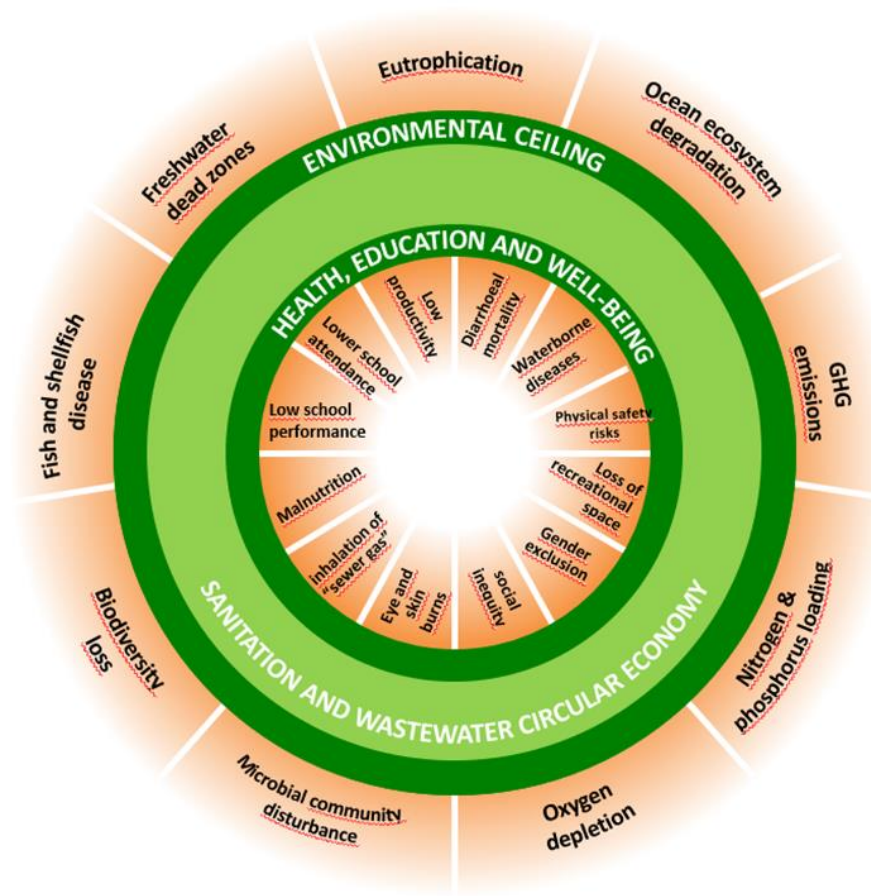 Eutrophication
Ocean ecosystem
degradation
GHG
emissions
Nitrogen &
phosphorus loading
Oxygen
depletion
Microbial community
disturbance
Biodiversity
loss
Fish and shellfish
disease
Freshwater
dead zones
ENVIRONMENTAL CEILING
HEALTH, EDUCATION AND WELL-BEING
Diarrhoeal
mortality
Waterborne
diseases
Physical safety
risks
Loss of
recreational
space
Gender
exclusion
social
inequity
Eye and
skin
burns
inhalation of
“sewer gas”
Malnutrition
Low school
performance
Lower school
attendance
Low
productivity
SANITATION AND WASTEWATER CIRCULAR ECONOMY